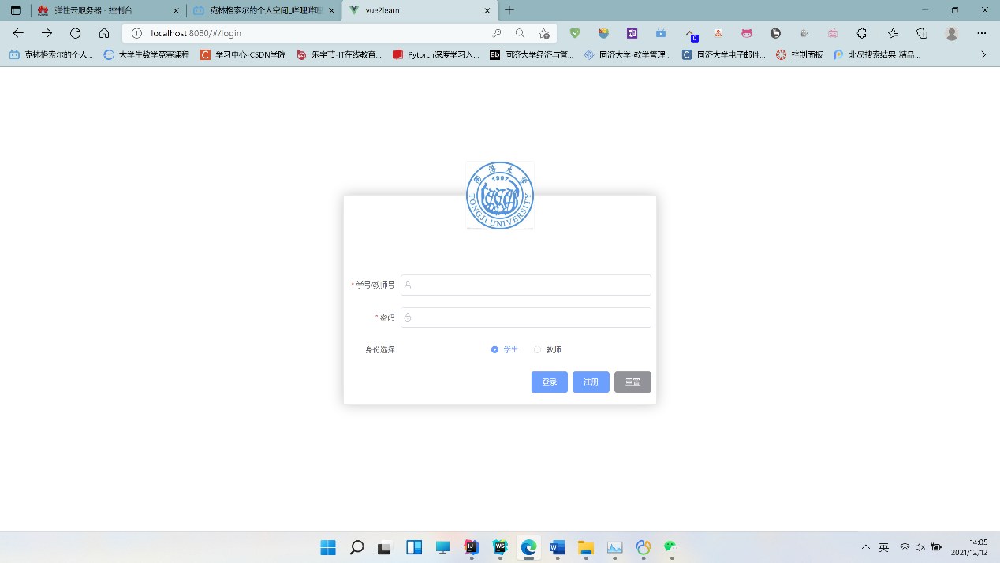 弹性云服务器 - 控制台
克林格索尔的个人空间_哔哩哔哩
vue2learn
localhost:8080/#/login
0
克林格索尔的个人...
大学生数学竞赛课程
学习中心-CSDN学院
乐字节-IT在线教育...
Pytorch深度学习入...
Bb 同济大学经济与管...
同济大学-教学管理...
同济大学电子邮件...
控制面板
北品搜索结果_精品...
同济大学
1907
TONGJI UNIVERSITY
* 学号/教师号
* 密码
身份选择
学生
教师
登录
注册
重置
英
14:05
2021/12/12